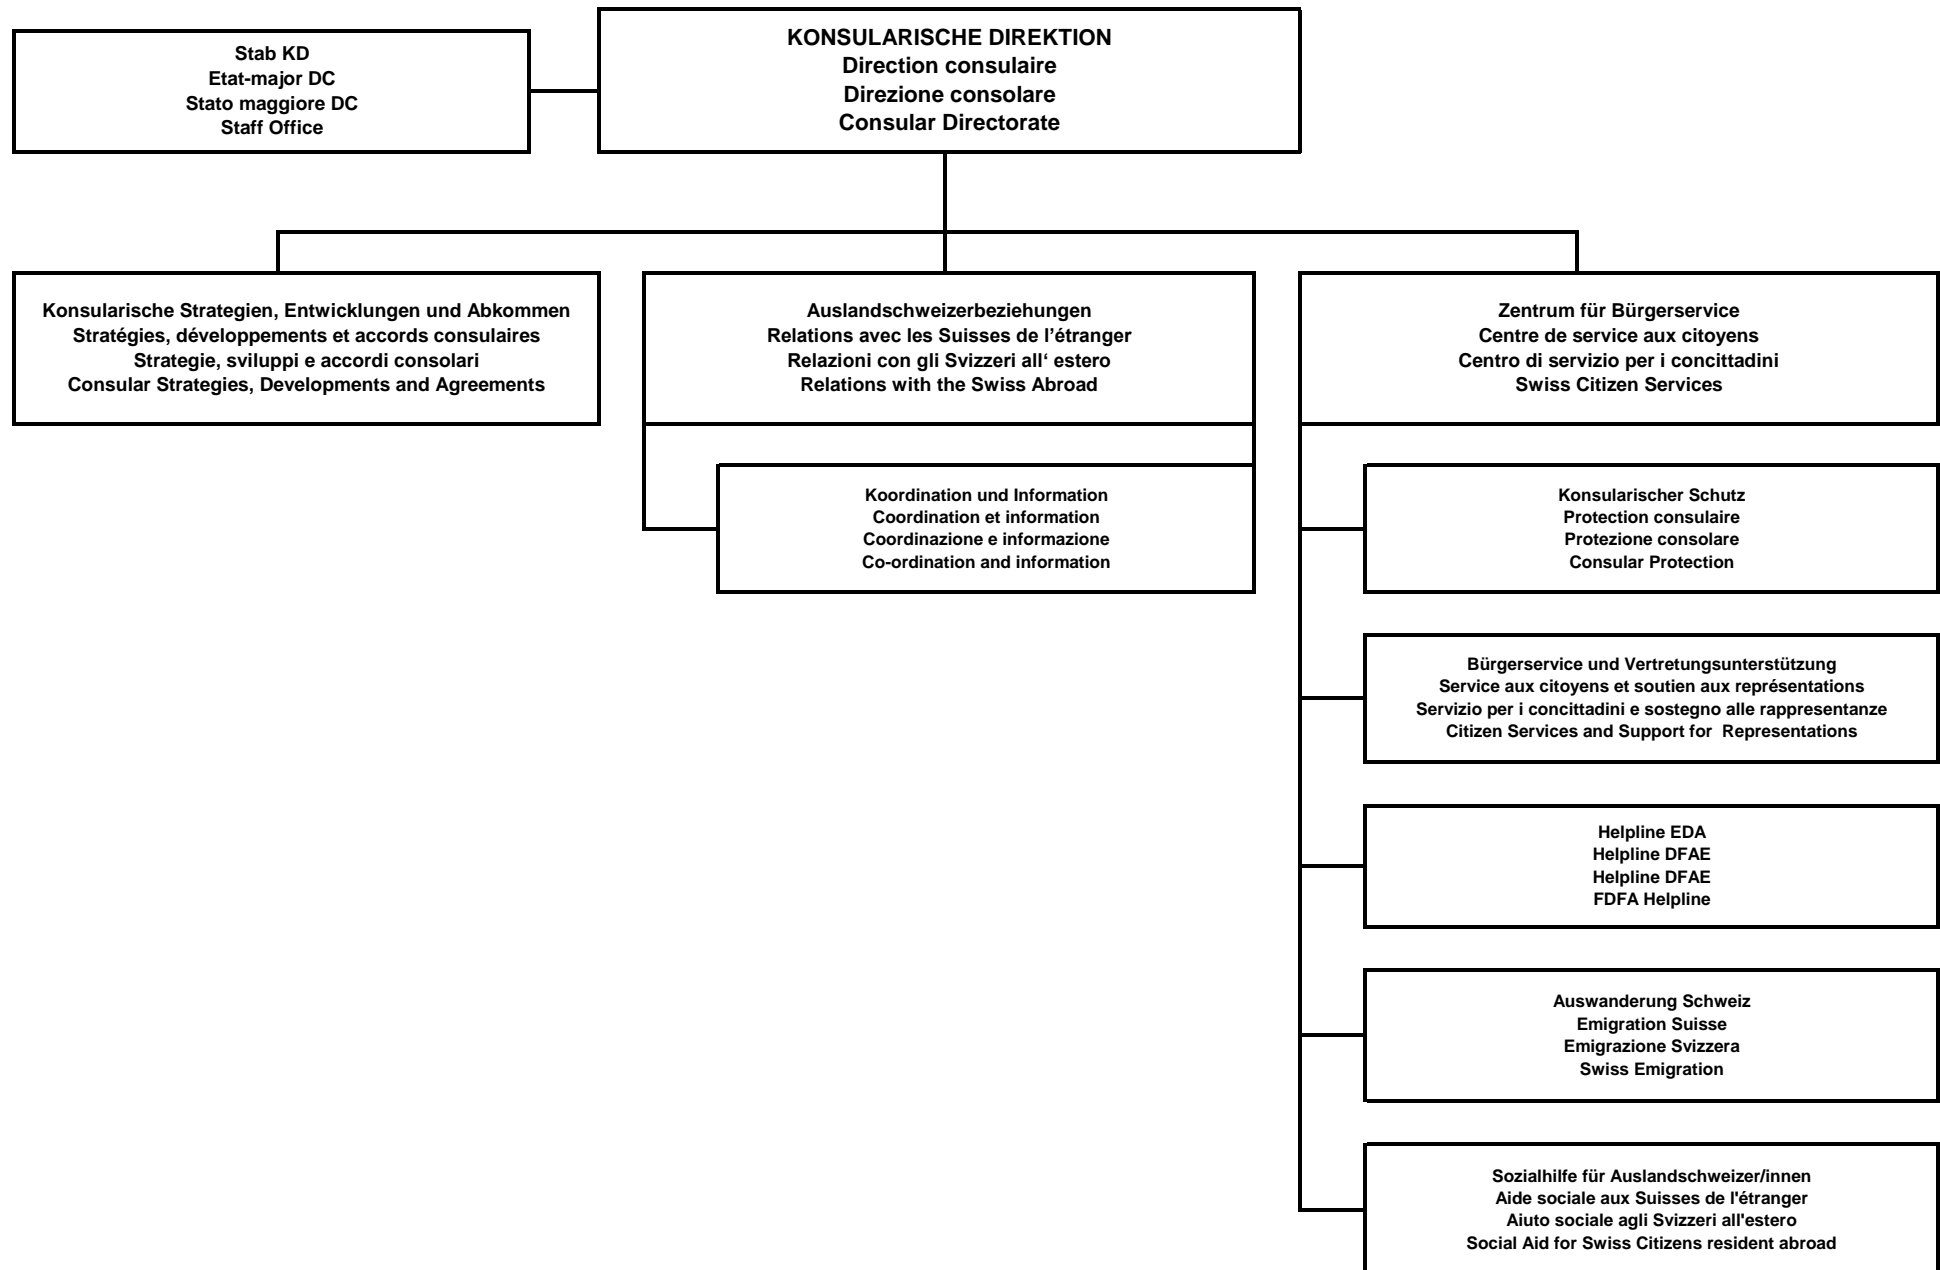 Stab KD
Etat-major DC
Stato maggiore DC
Staff Office
KONSULARISCHE DIREKTION
Direction consulaire
Direzione consolare
Consular Directorate
Konsularische Strategien, Entwicklungen und Abkommen
Stratégies, développements et accords consulaires
Strategie, sviluppi e accordi consolari
Consular Strategies, Developments and Agreements
Auslandschweizerbeziehungen
Relations avec les Suisses de l’étranger
Relazioni con gli Svizzeri all‘ estero
Relations with the Swiss Abroad
Zentrum für Bürgerservice
Centre de service aux citoyens
Centro di servizio per i concittadini
Swiss Citizen Services
Koordination und Information
Coordination et information
Coordinazione e informazione
Co-ordination and information
Konsularischer Schutz
Protection consulaire
Protezione consolare
Consular Protection
Bürgerservice und Vertretungsunterstützung
Service aux citoyens et soutien aux représentations
Servizio per i concittadini e sostegno alle rappresentanze
Citizen Services and Support for  Representations
Helpline EDA
Helpline DFAE
Helpline DFAE
FDFA Helpline
Auswanderung Schweiz
Emigration Suisse
Emigrazione Svizzera
Swiss Emigration
Sozialhilfe für Auslandschweizer/innen
Aide sociale aux Suisses de l'étranger
Aiuto sociale agli Svizzeri all'estero
Social Aid for Swiss Citizens resident abroad